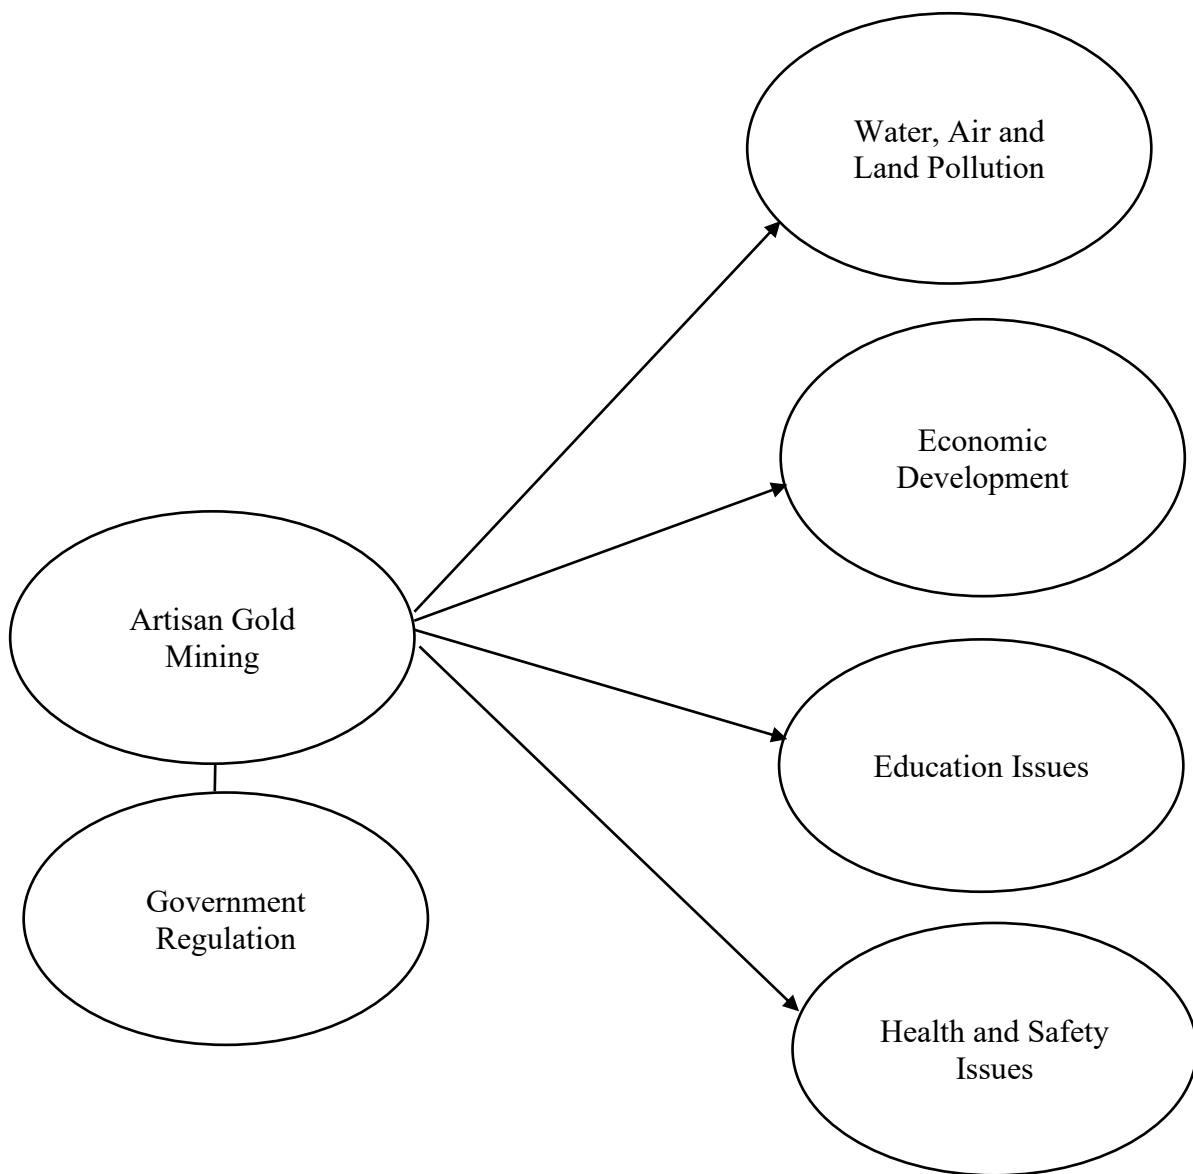 Water, Air and
Land Pollution
Economic
Development
Artisan Gold
Mining
Education Issues
Government
Regulation
Health and Safety
Issues